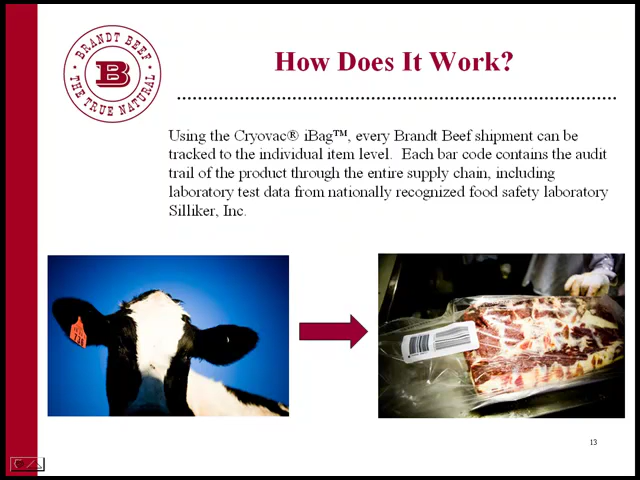 BRANDT BEEF
B
THE TRUE NATURAL
How Does It Work?
Using the Cryovac® iBag™, every Brandt Beef shipment can be
tracked to the individual item level.  Each bar code contains the audit
trail of the product through the entire supply chain, including
laboratory test data from nationally recognized food safety laboratory
Silliker, Inc.
13